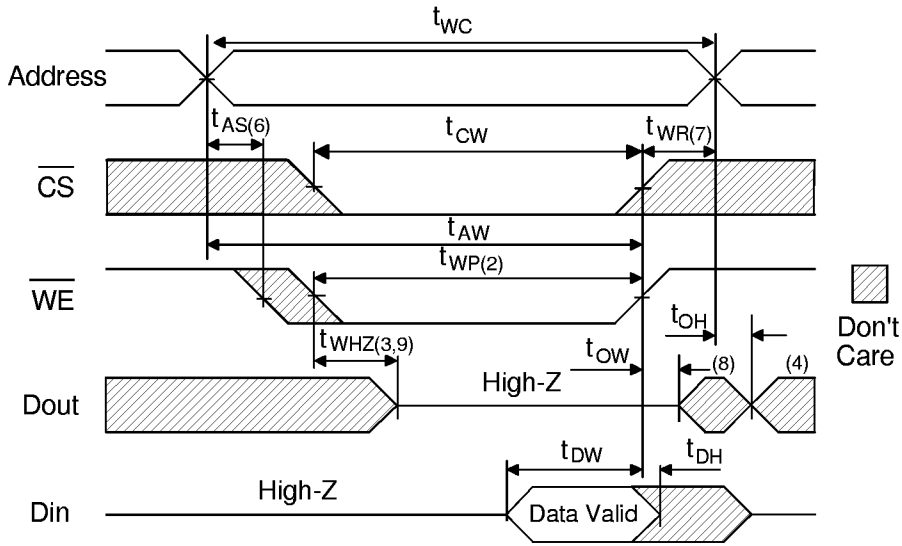 tWC
Address
tAS(6)
tCW
tWR(7)
CS
tAW
tWP(2)
WE
tOH
Don't
Care
tWHZ(3,9)
tOW
(8)
(4)
High-Z
Dout
tDW
tDH
High-Z
Din
Data Valid